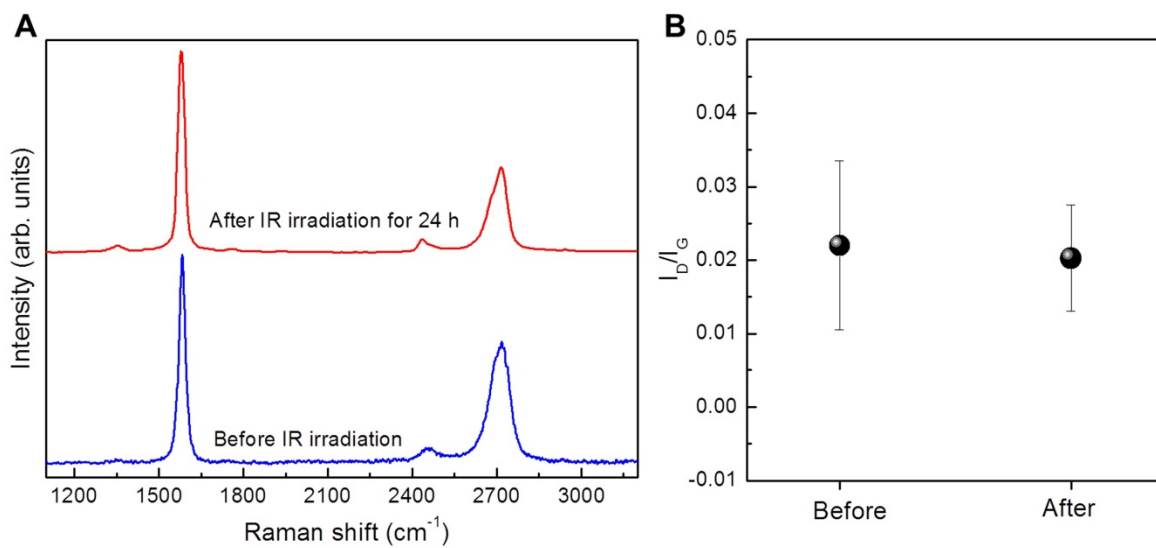 A
Intensity (arb. units)
After IR irradiation for 24 h
Before IR irradiation
1200 1500 1800 2100 2400 2700 3000
Raman shift (cm⁻¹)
B
I_D/I_G
0.05
0.04
0.03
0.02
0.01
0.00
-0.01
Before After